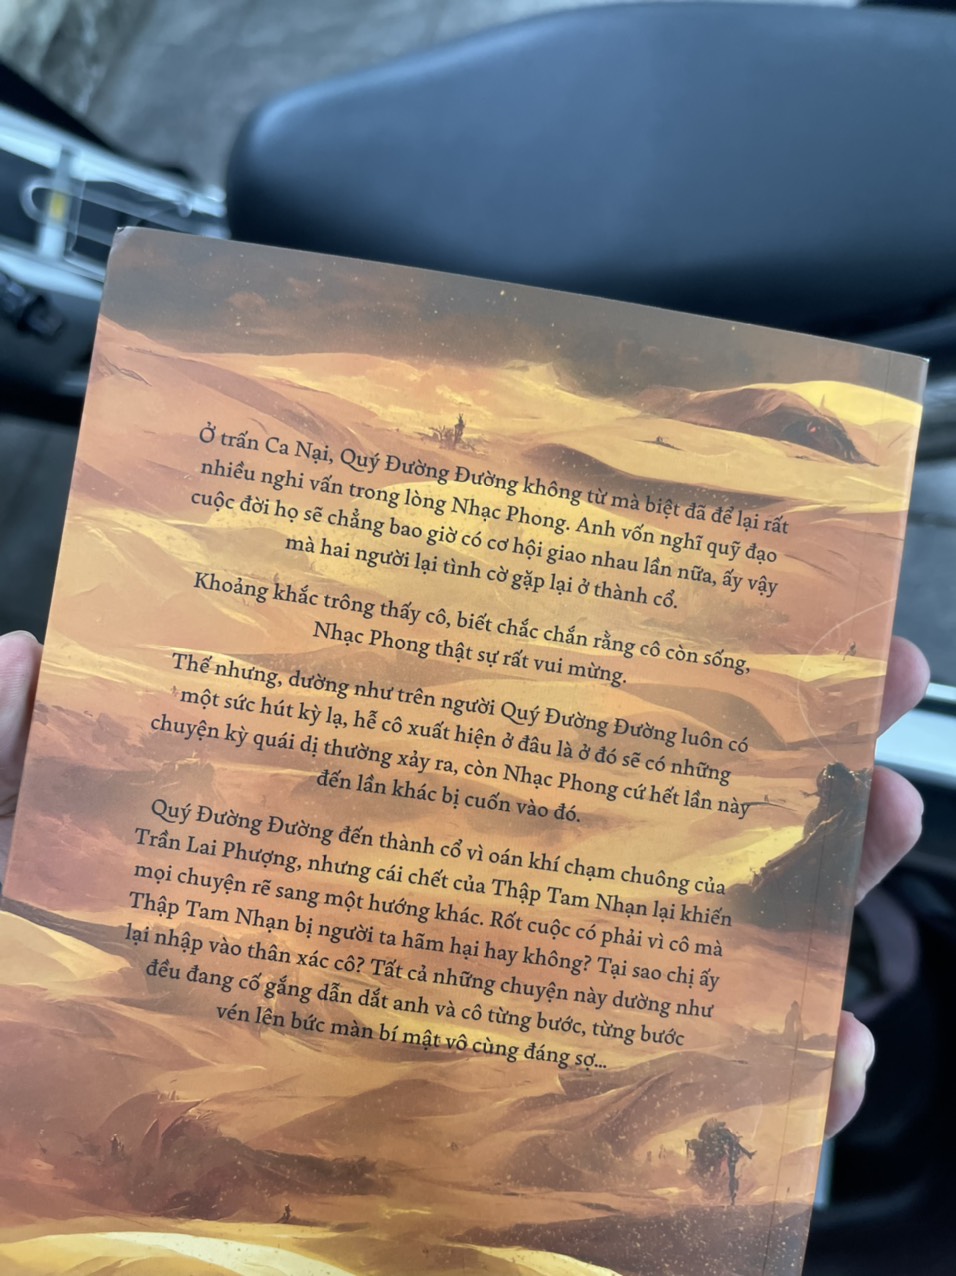 Ở trấn Ca Nại, Quý Đường Đường không từ mà biệt đã để lại rất
nhiều nghi vấn trong lòng Nhạc Phong. Anh vốn nghĩ quỹ đạo
cuộc đời họ sẽ chẳng bao giờ có cơ hội giao nhau lần nữa, ấy vậy
mà hai người lại tình cờ gặp lại ở thành cổ.
Khoảng khắc trông thấy cô, biết chắc chắn rằng cô còn sống,
Nhạc Phong thật sự rất vui mừng.
Thế nhưng, dường như trên người Quý Đường Đường luôn có
một sức hút kỳ lạ, hễ cô xuất hiện ở đâu là ở đó sẽ có những
chuyện kỳ quái dị thường xảy ra, còn Nhạc Phong cứ hết lần này
đến lần khác bị cuốn vào đó.
Quý Đường Đường đến thành cổ vì oán khí chạm chuông của
Trần Lai Phượng, nhưng cái chết của Thập Tam Nhạn lại khiến
mọi chuyện rẽ sang một hướng khác. Rốt cuộc có phải vì cô mà
Thập Tam Nhạn bị người ta hãm hại hay không? Tại sao chị ấy
lại nhập vào thân xác cô? Tất cả những chuyện này dường như
đều đang cố gắng dẫn dắt anh và cô từng bước, từng bước
vén lên bức màn bí mật vô cùng đáng sợ...